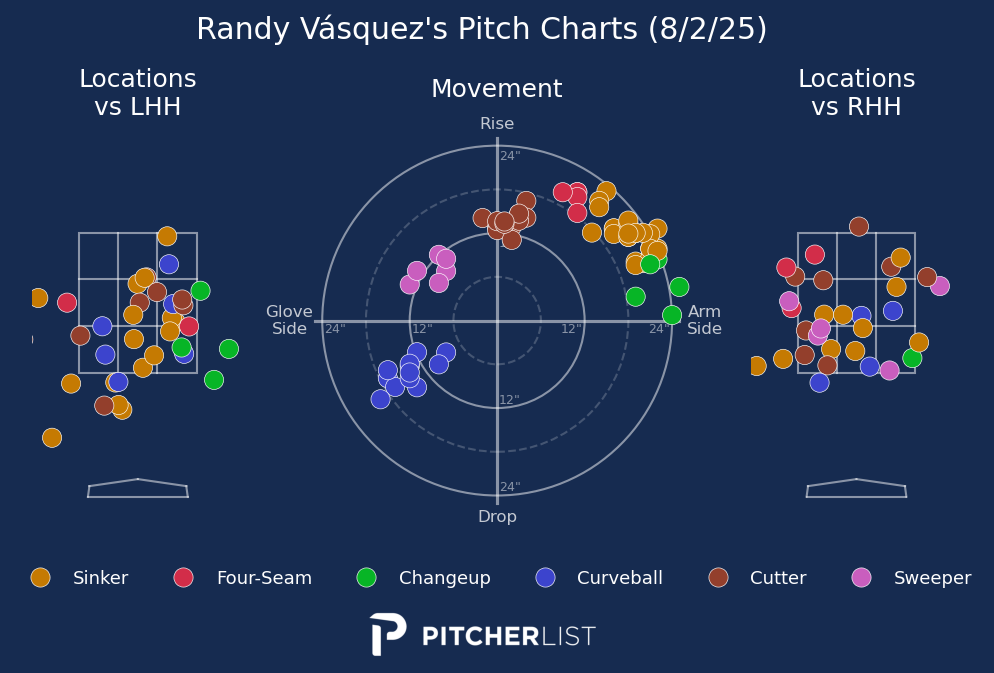 Randy Vásquez's Pitch Charts (8/2/25)
Locations
vs LHH
Movement
Locations
vs RHH
Rise
24"
Glove
Side
24"
12"
12"
24"
Arm
Side
12"
24"
Drop
Sinker
Four-Seam
Changeup
Curveball
Cutter
Sweeper
PITCHERLIST